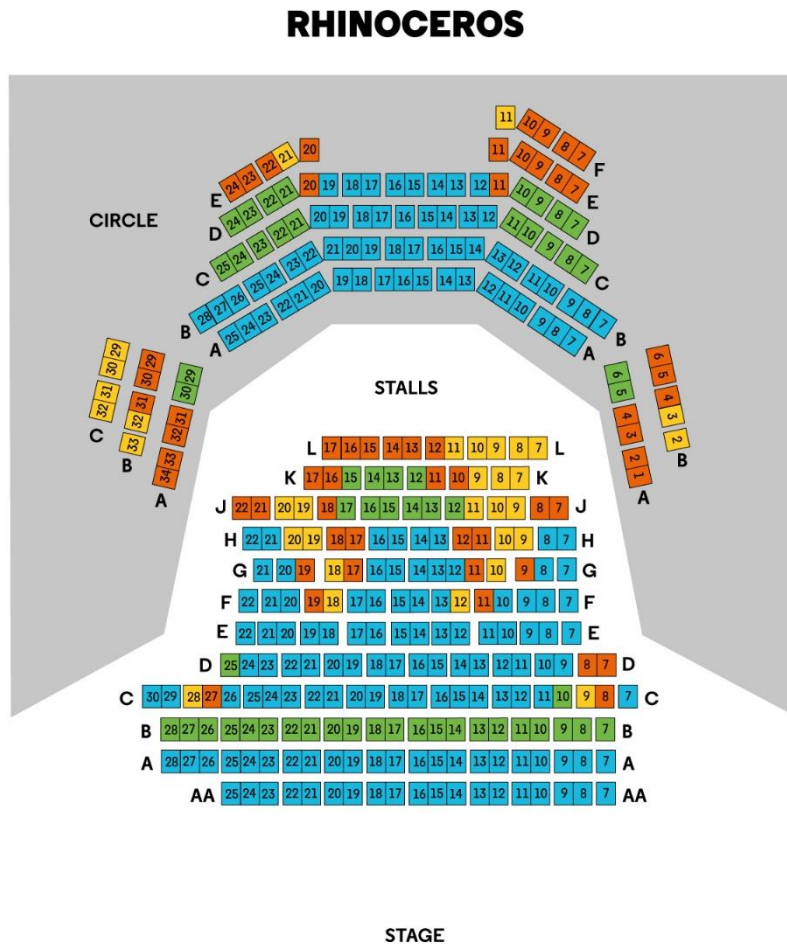 RHINOCEROS
11 10 9 8 7 F
24 23 22 21 20 11 10 9 8 7
E 20 19 18 17 16 15 14 13 12 11 E
24 23 22 21 10 9 8 7
CIRCLE
D 20 19 18 17 16 15 14 13 12 D
25 24 23 22 21 11 10 9 8 7
C 21 20 19 18 17 16 15 14 C
28 27 26 25 24 23 22 13 12 11 10 9 8 7
B 19 18 17 16 15 14 13 B
25 24 23 22 21 20 12 11 10 9 8 7
A A
30 29 30 29 30 29 6 5 6 5
32 31 32 31 32 31 4 3 4 3
C 33 34 33 2 1 2
B A A B
STALLS
L 17 16 15 14 13 12 11 10 9 8 7 L
K 17 16 15 14 13 12 11 10 9 8 7 K
J 22 21 20 19 18 17 16 15 14 13 12 11 10 9 8 7 J
H 22 21 20 19 18 17 16 15 14 13 12 11 10 9 8 7 H
G 21 20 19 18 17 16 15 14 13 12 11 10 9 8 7 G
F 22 21 20 19 18 17 16 15 14 13 12 11 10 9 8 7 F
E 22 21 20 19 18 17 16 15 14 13 12 11 10 9 8 7 E
D 25 24 23 22 21 20 19 18 17 16 15 14 13 12 11 10 9 8 7 D
C 30 29 28 27 26 25 24 23 22 21 20 19 18 17 16 15 14 13 12 11 10 9 8 7 C
B 28 27 26 25 24 23 22 21 20 19 18 17 16 15 14 13 12 11 10 9 8 7 B
A 28 27 26 25 24 23 22 21 20 19 18 17 16 15 14 13 12 11 10 9 8 7 A
AA 25 24 23 22 21 20 19 18 17 16 15 14 13 12 11 10 9 8 7 AA
STAGE